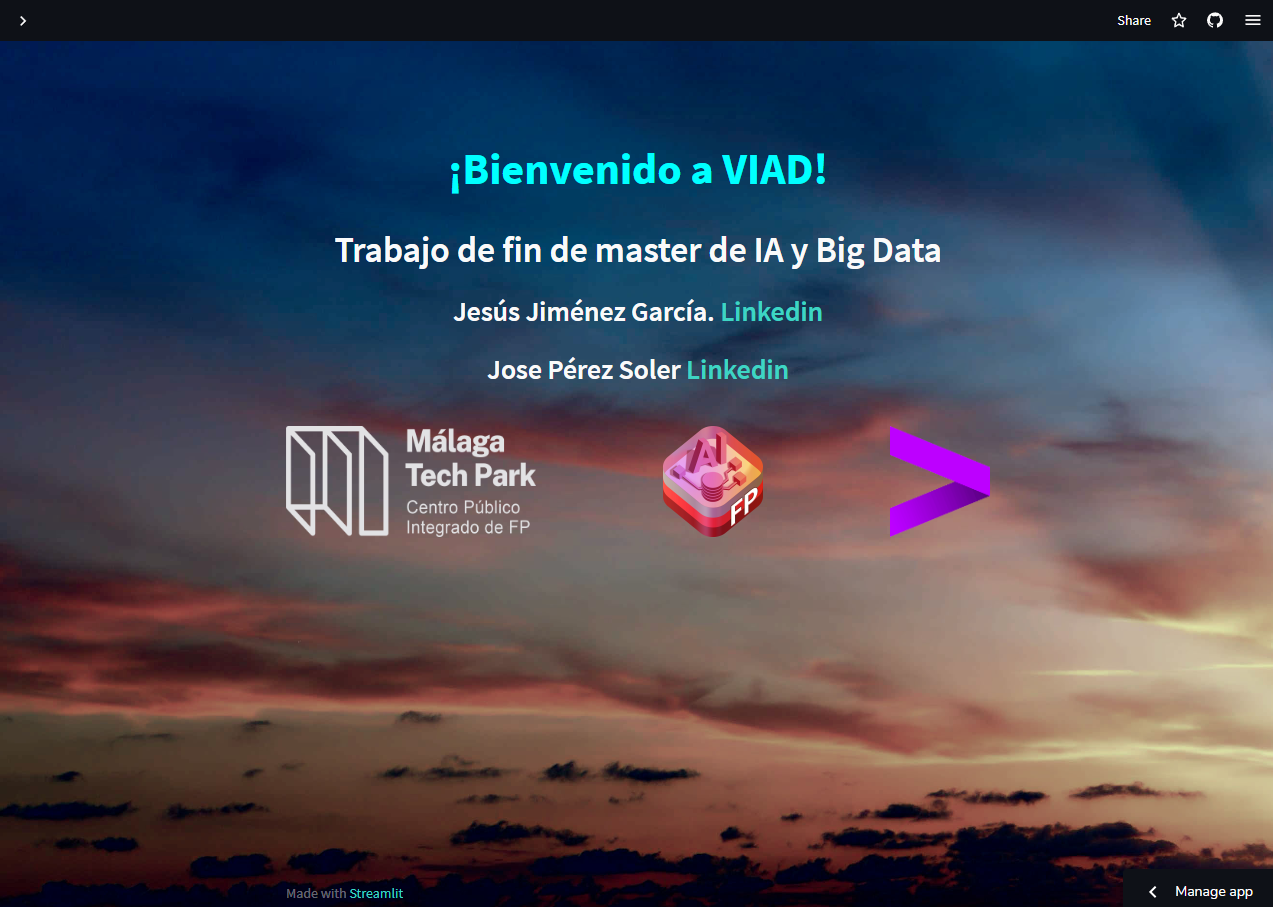 Share
¡Bienvenido a VIAD!
Trabajo de fin de master de IA y Big Data
Jesús Jiménez García. Linkedin
Jose Pérez Soler Linkedin
Málaga
Tech Park
Centro Público
Integrado de FP
AI
FP
Made with Streamlit
Manage app